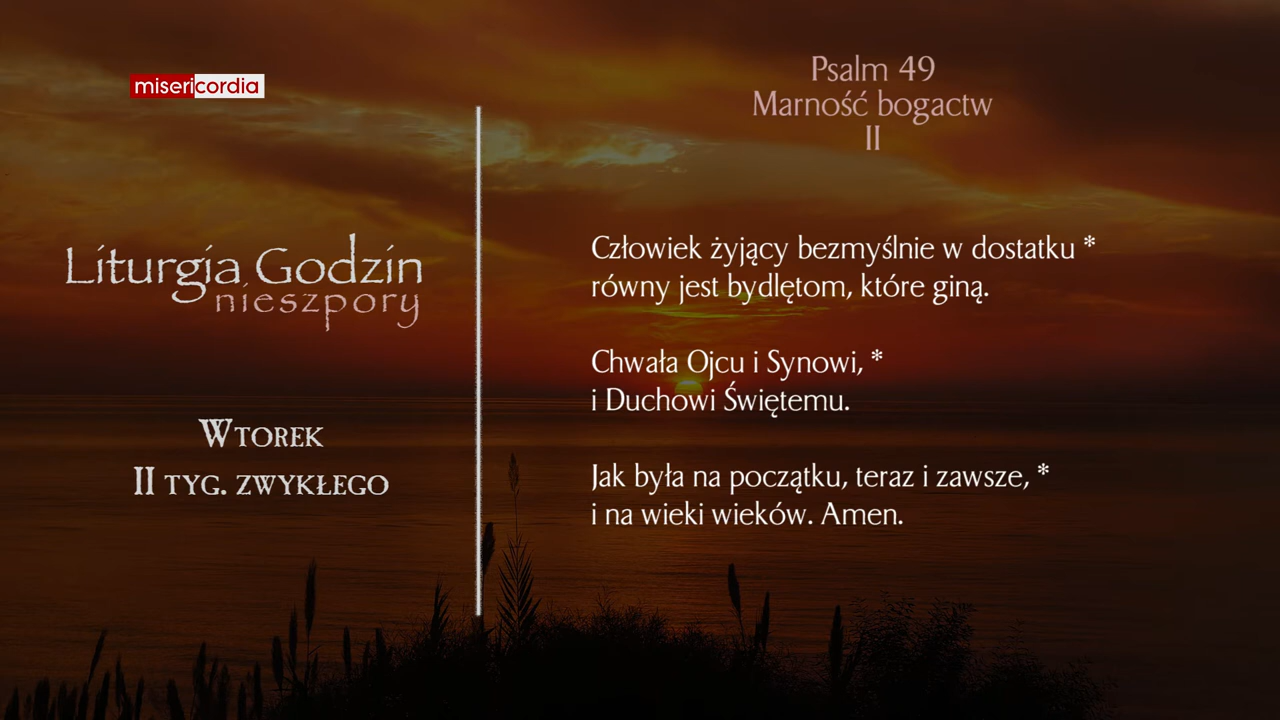 misericordia
Liturgia Godzin
nieszpory
Wtorek
II tyg. zwykłego
Psalm 49
Marność bogactw
II
Człowiek żyjący bezmyślnie w dostatku *
równy jest bydlętom, które giną.
Chwała Ojcu i Synowi, *
i Duchowi Świętemu.
Jak była na początku, teraz i zawsze, *
i na wieki wieków. Amen.